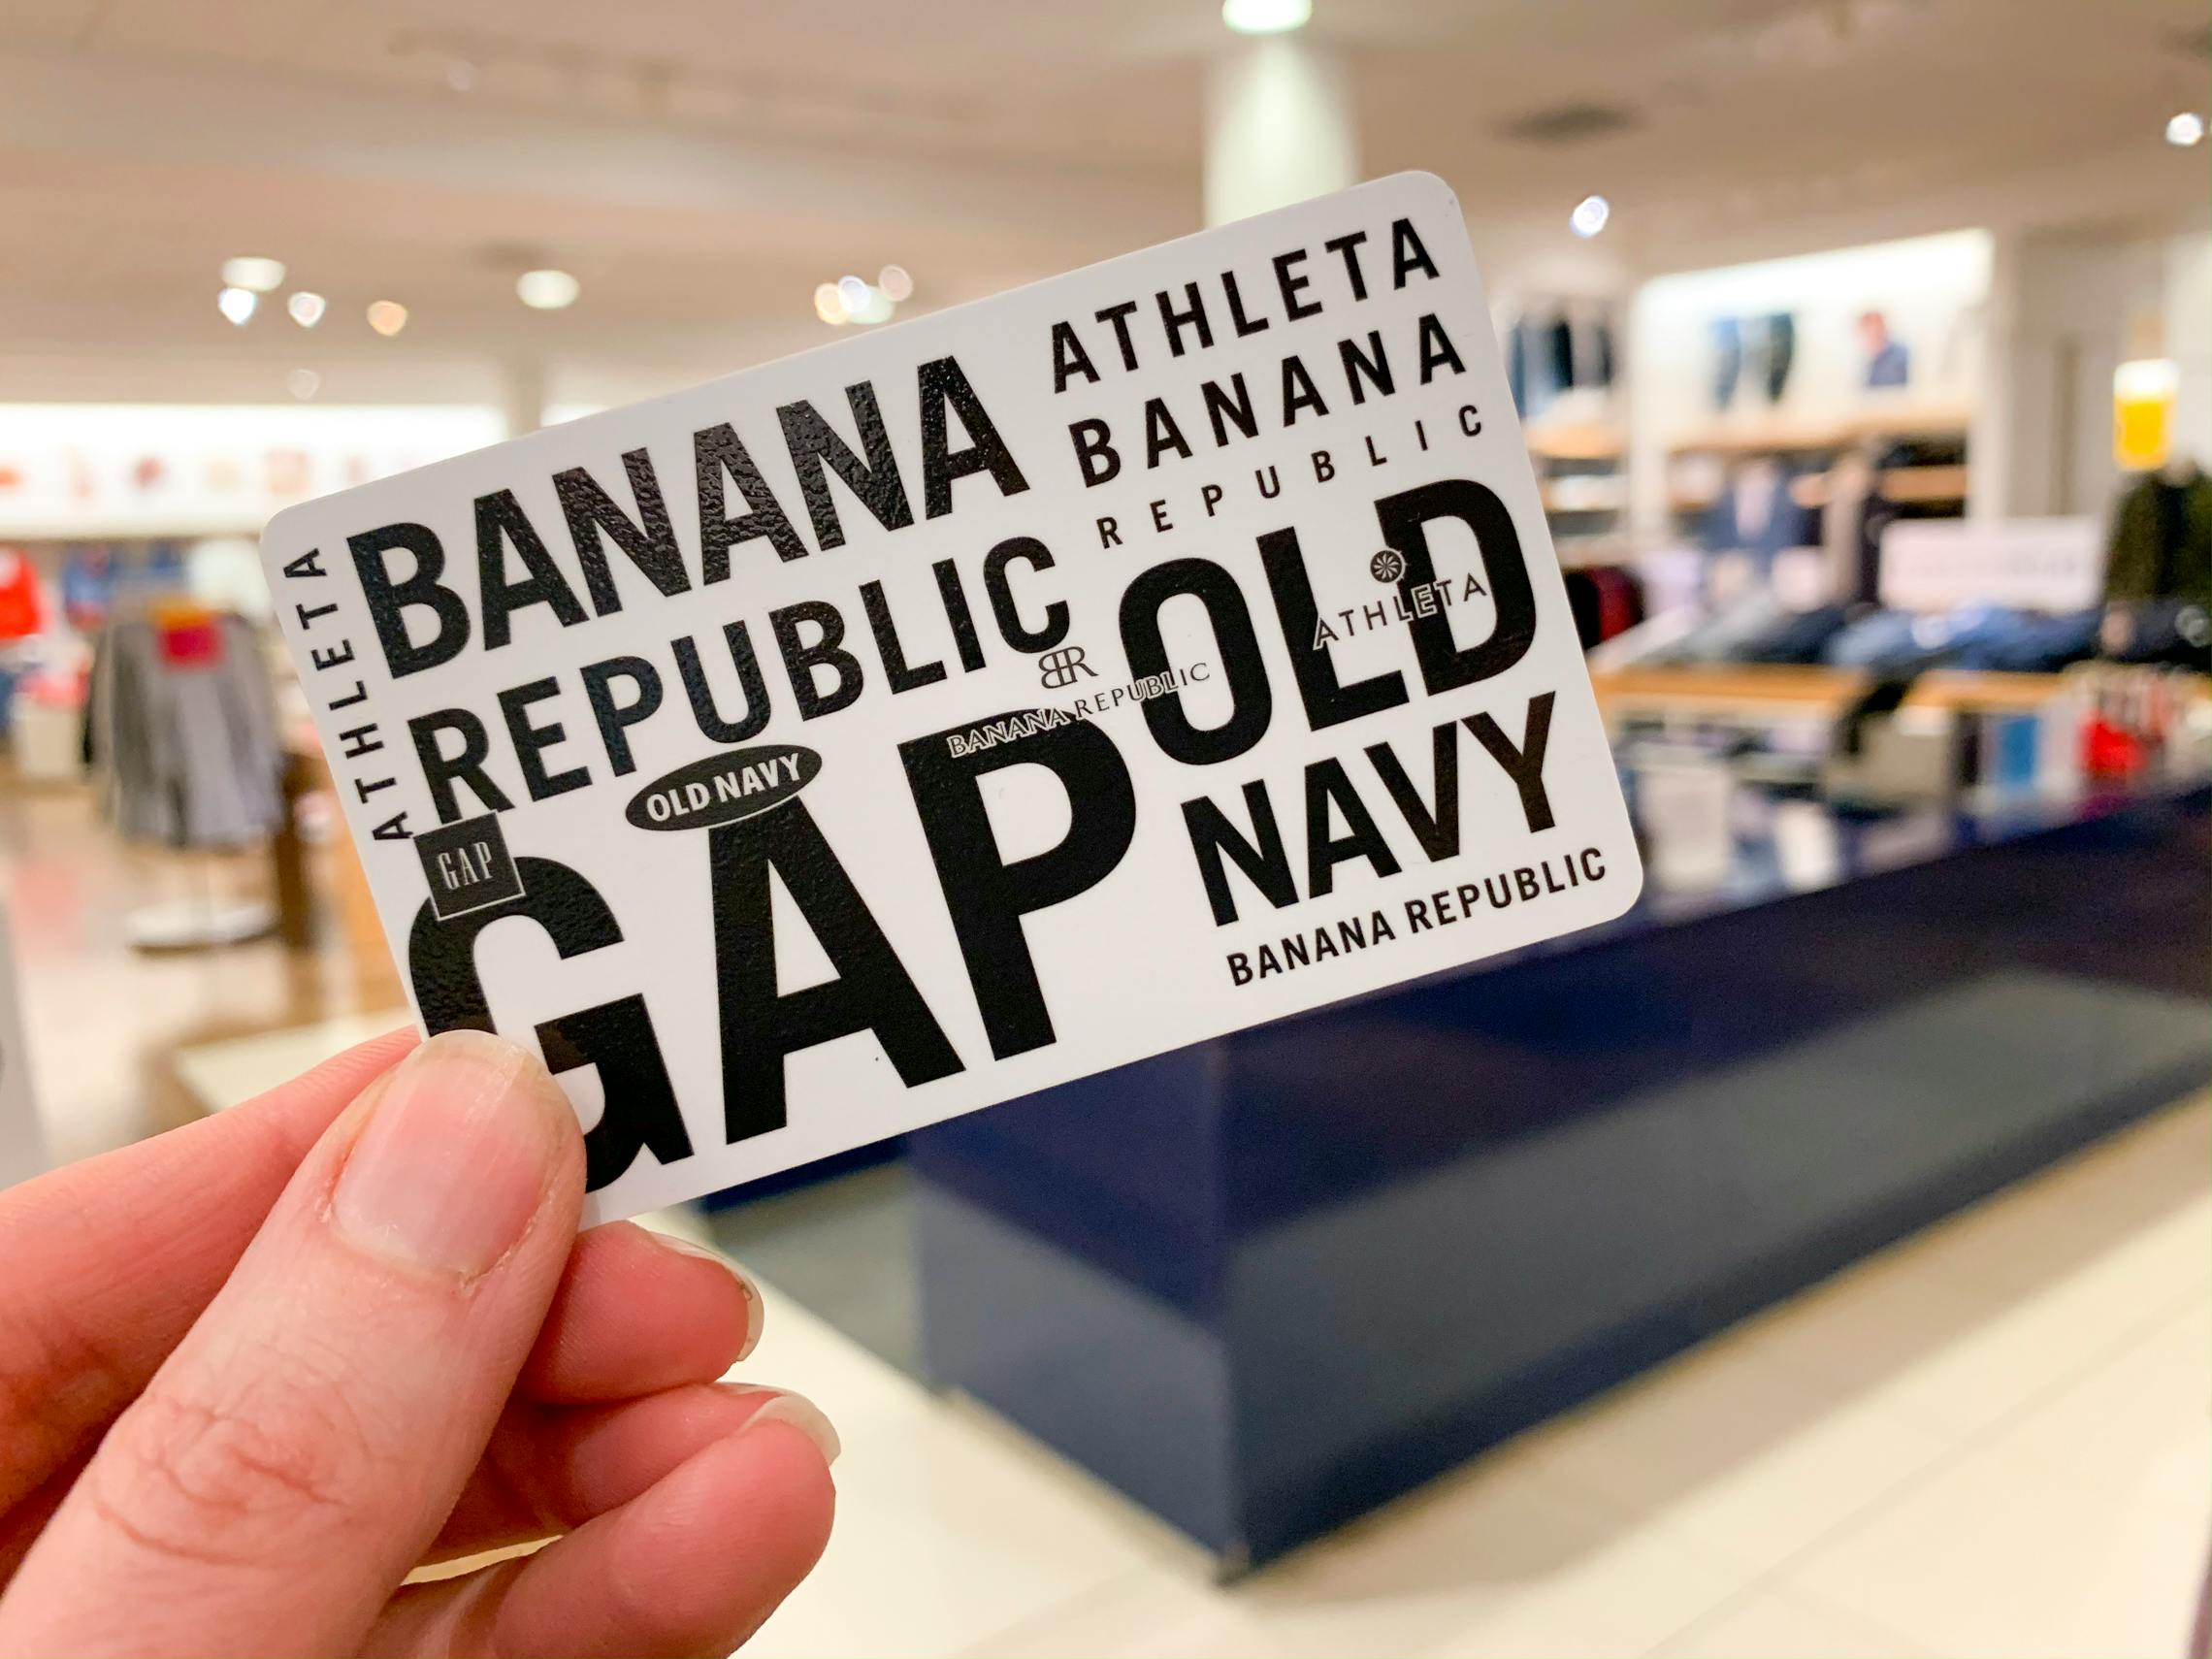 ATHLETA
BANANA
REPUBLIC
ATHLETA
BANANA
REPUBLIC
OLD
NAVY
ATHLETA
BR
BANANA REPUBLIC
OLD NAVY
GAP
GAP
BANANA REPUBLIC